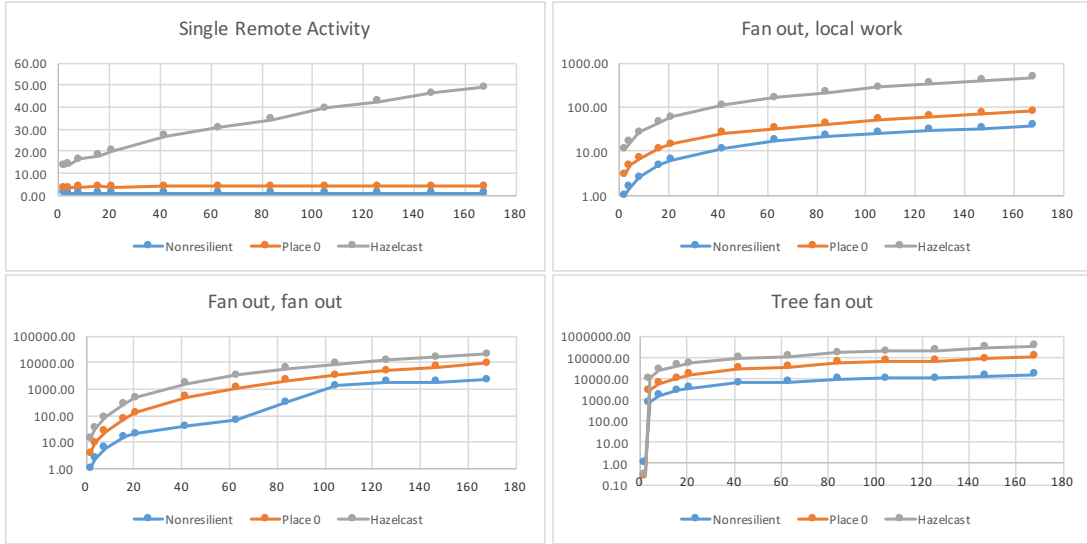 Single Remote Activity
60.00
50.00
40.00
30.00
20.00
10.00
0.00
0 20 40 60 80 100 120 140 160 180
Nonresilient Place 0 Hazelcast
Fan out, local work
1000.00
100.00
10.00
1.00
0 20 40 60 80 100 120 140 160 180
Nonresilient Place 0 Hazelcast
Fan out, fan out
100000.00
10000.00
1000.00
100.00
10.00
1.00
0 20 40 60 80 100 120 140 160 180
Nonresilient Place 0 Hazelcast
Tree fan out
1000000.00
100000.00
10000.00
1000.00
100.00
10.00
1.00
0.10
0 20 40 60 80 100 120 140 160 180
Nonresilient Place 0 Hazelcast